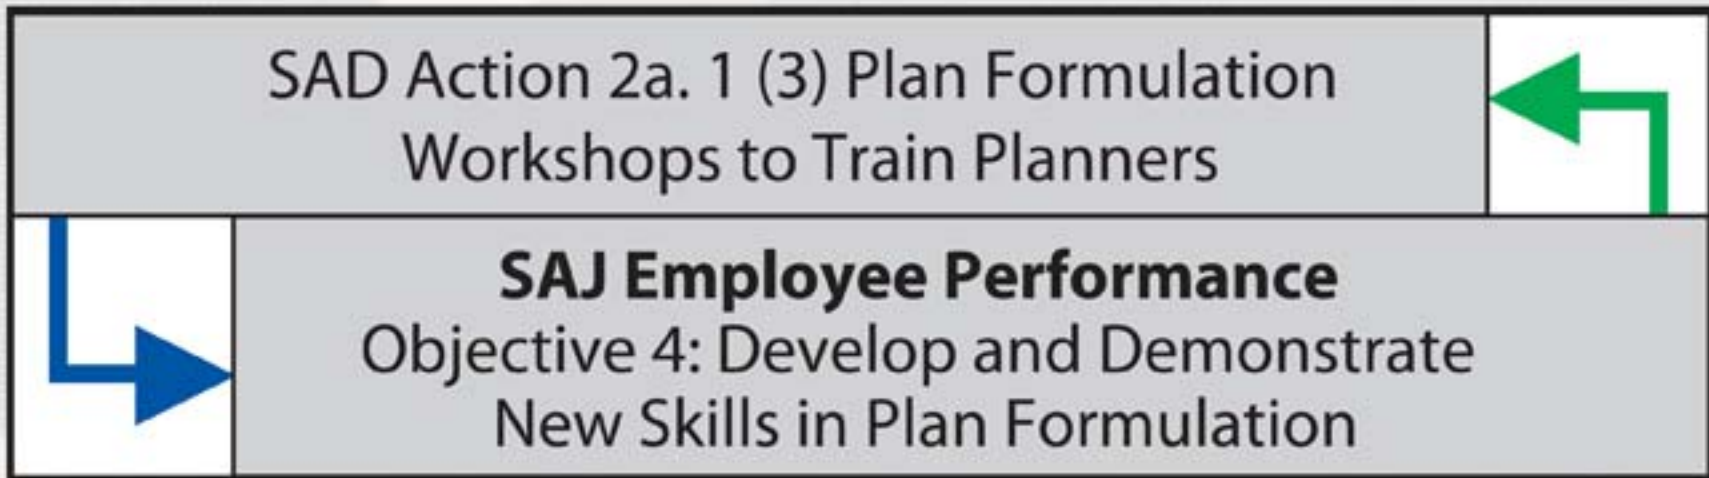 SAD Action 2a. 1 (3) Plan Formulation
Workshops to Train Planners
SAJ Employee Performance
Objective 4: Develop and Demonstrate
New Skills in Plan Formulation